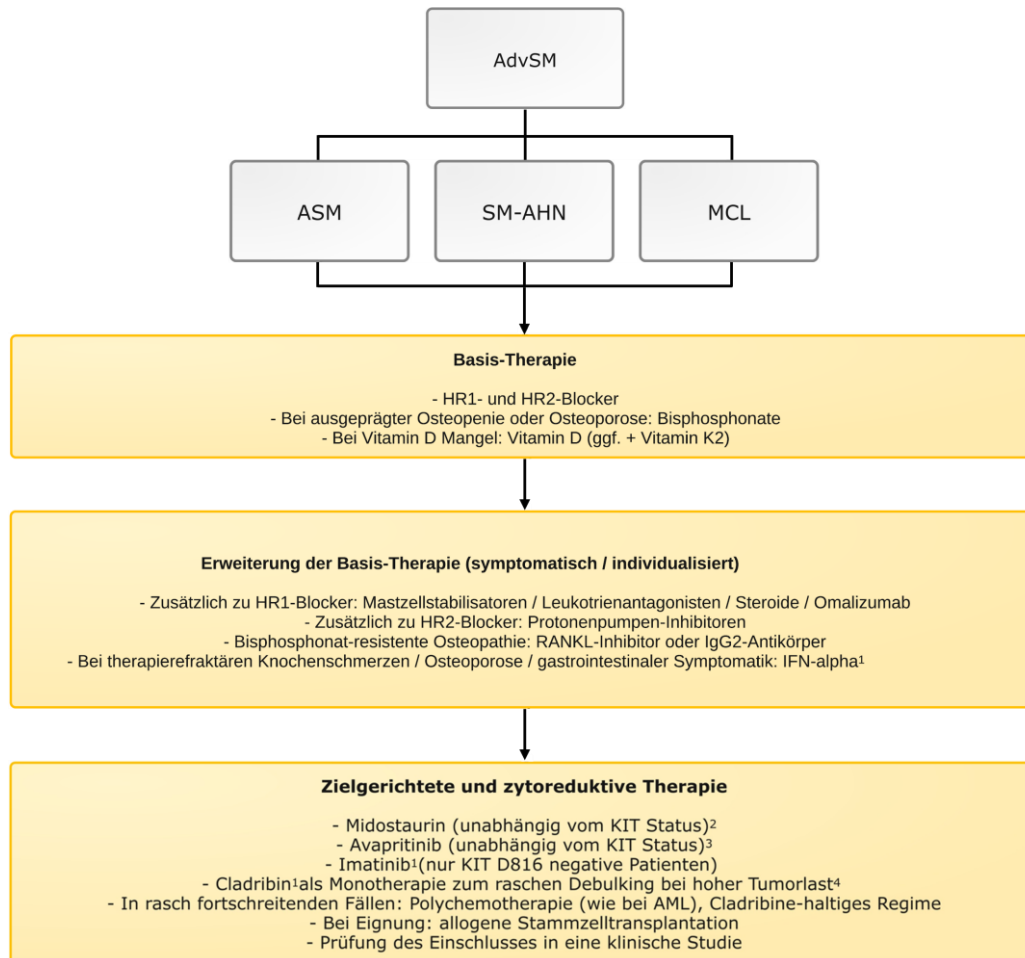 AdvSM
ASM
SM-AHN
MCL
Basis-Therapie
- HR1- und HR2-Blocker
- Bei ausgeprägter Osteopenie oder Osteoporose: Bisphosphonate
- Bei Vitamin D Mangel: Vitamin D (ggf. + Vitamin K2)
Erweiterung der Basis-Therapie (symptomatisch / individualisiert)
- Zusätzlich zu HR1-Blocker: Mastzellstabilisatoren / Leukotrienantagonisten / Steroide / Omalizumab
- Zusätzlich zu HR2-Blocker: Protonenpumpen-Inhibitoren
- Bisphosphonat-resistente Osteopathie: RANKL-Inhibitor oder IgG2-Antikörper
- Bei therapierefraktären Knochenschmerzen / Osteoporose / gastrointestinaler Symptomatik: IFN-alpha¹
Zielgerichtete und zytoreduktive Therapie
- Midostaurin (unabhängig vom KIT Status)²
- Avapritinib (unabhängig vom KIT Status)³
- Imatinib¹(nur KIT D816 negative Patienten)
- Cladribin¹als Monotherapie zum raschen Debulking bei hoher Tumorlast⁴
- In rasch fortschreitenden Fällen: Polychemotherapie (wie bei AML), Cladribine-haltiges Regime
- Bei Eignung: allogene Stammzelltransplantation
- Prüfung des Einschlusses in eine klinische Studie